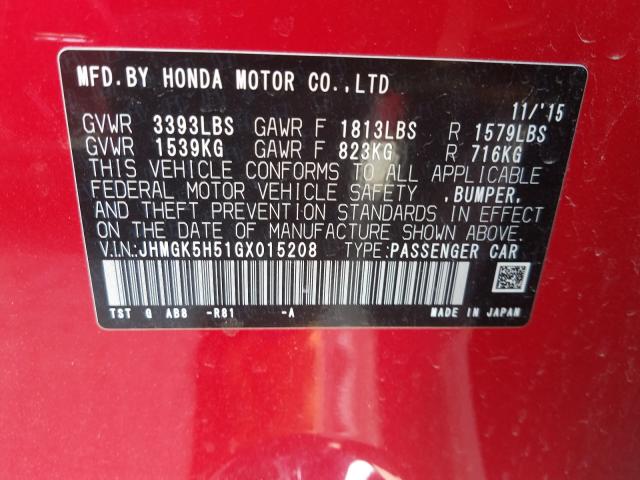 MFD.BY HONDA MOTOR CO.,LTD
11/'15
GVWR 3393LBS GAWR F 1813LBS R 1579LBS
GVWR 1539KG GAWR F 823KG R 716KG
THIS VEHICLE CONFORMS TO ALL APPLICABLE
FEDERAL MOTOR VEHICLE SAFETY ,BUMPER,
AND THEFT PREVENTION STANDARDS IN EFFECT
ON THE DATE OF MANUFACTURE SHOWN ABOVE.
V.IN:JHMGK5H51GX015208 TYPE:PASSENGER CAR
TST G AB8 -R81 -A MADE IN JAPAN